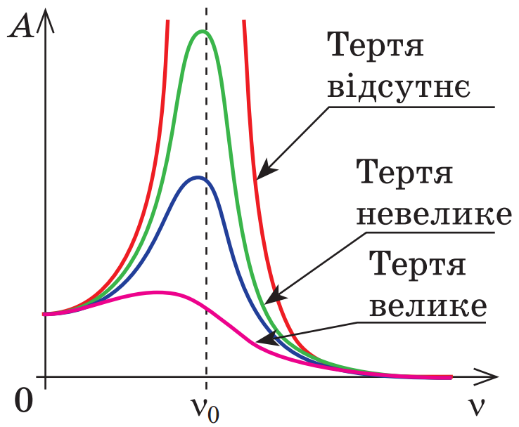 A
Тертя
відсутнє
Тертя
невелике
Тертя
велике
0
ν₀
ν